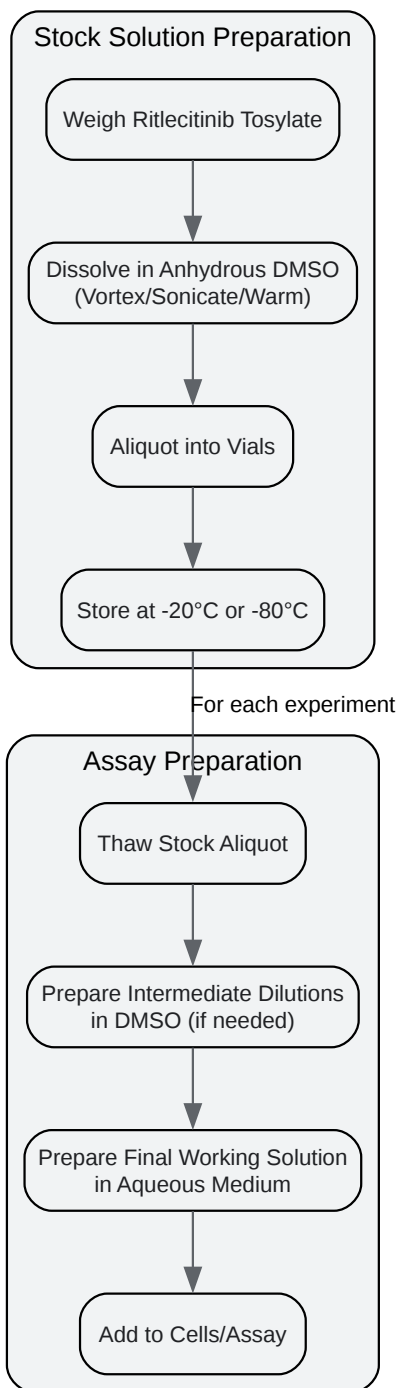 Stock Solution Preparation
Weigh Ritlecitinib Tosylate
Dissolve in Anhydrous DMSO
(Vortex/Sonicate/Warm)
Aliquot into Vials
Store at -20°C or -80°C
For each experiment
Assay Preparation
Thaw Stock Aliquot
Prepare Intermediate Dilutions
in DMSO (if needed)
Prepare Final Working Solution
in Aqueous Medium
Add to Cells/Assay